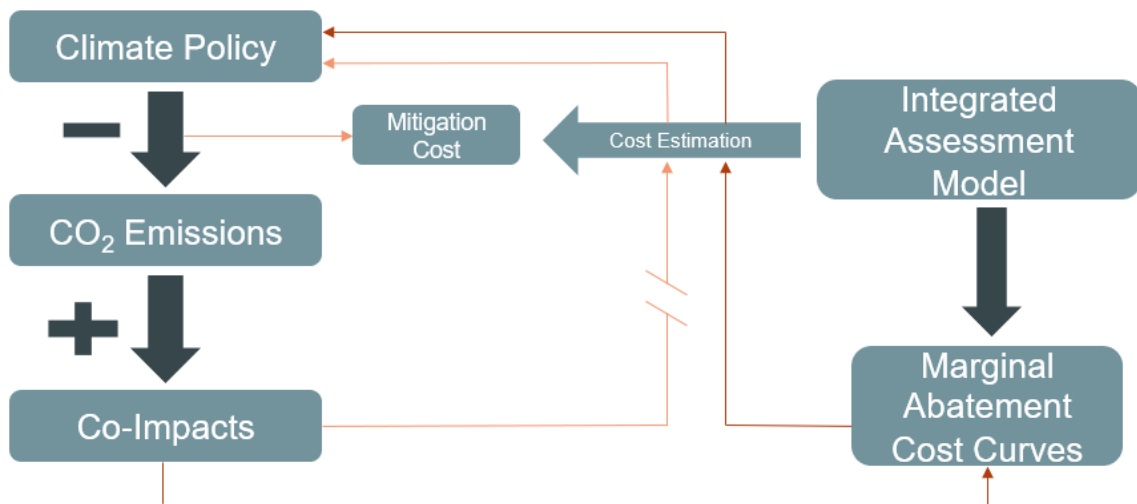 Climate Policy
Mitigation
Cost
Cost Estimation
Integrated
Assessment
Model
CO₂ Emissions
Co-Impacts
Marginal
Abatement
Cost Curves